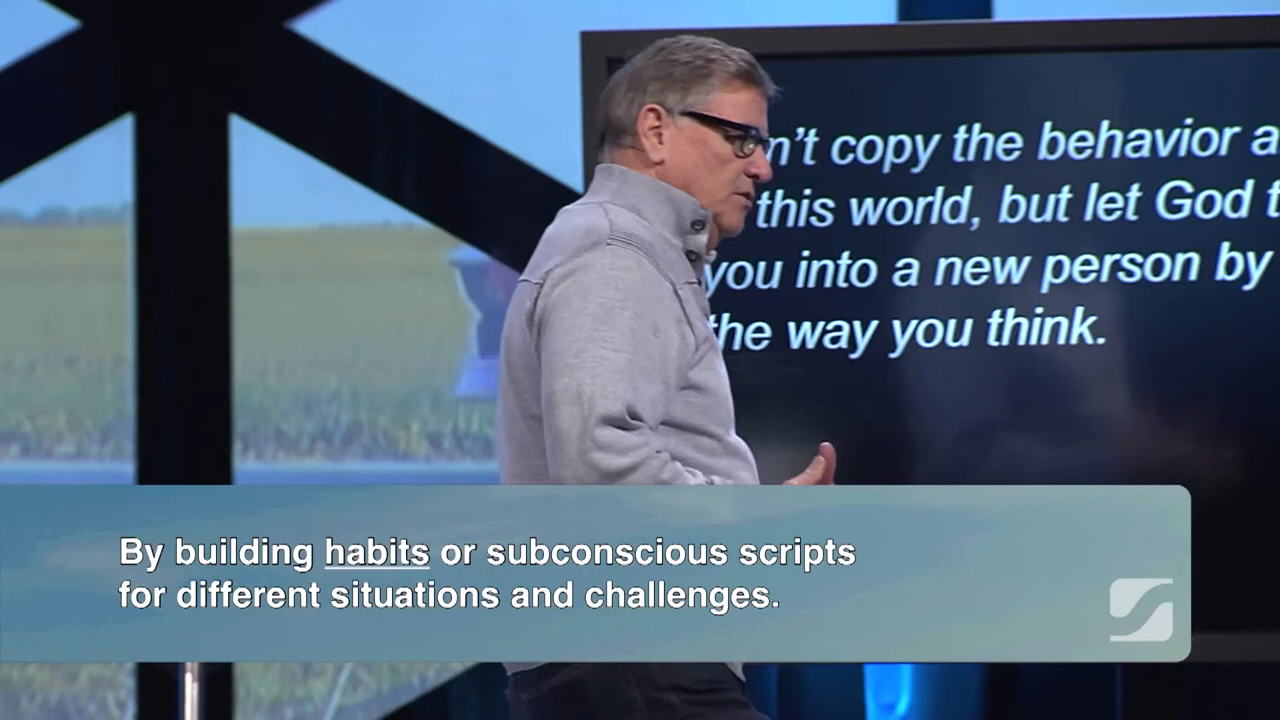 n't copy the behavior a
this world, but let God
you into a new person by
the way you think.
By building habits or subconscious scripts
for different situations and challenges.